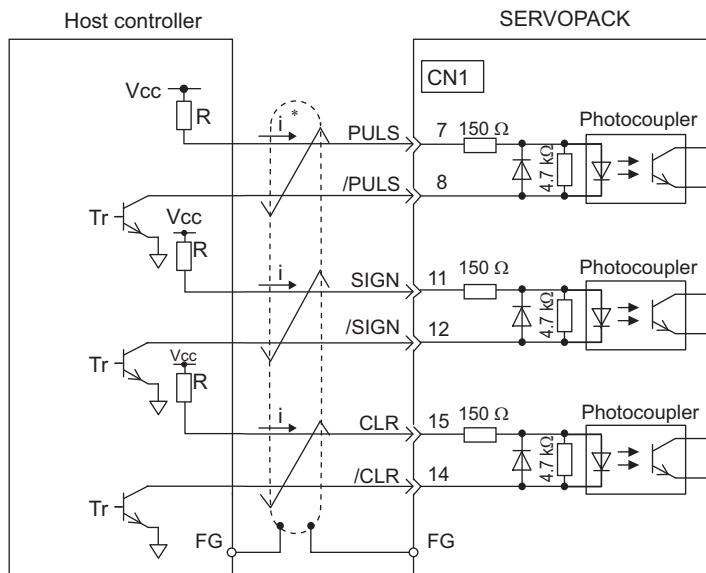 Host controller
SERVOPACK
CN1
Vcc
R
i
*
PULS
7
150 Ω
4.7 kΩ
Photocoupler
/PULS
8
Tr
Vcc
R
i
SIGN
11
150 Ω
4.7 kΩ
Photocoupler
/SIGN
12
Tr
Vcc
R
i
CLR
15
150 Ω
4.7 kΩ
Photocoupler
/CLR
14
Tr
FG
FG